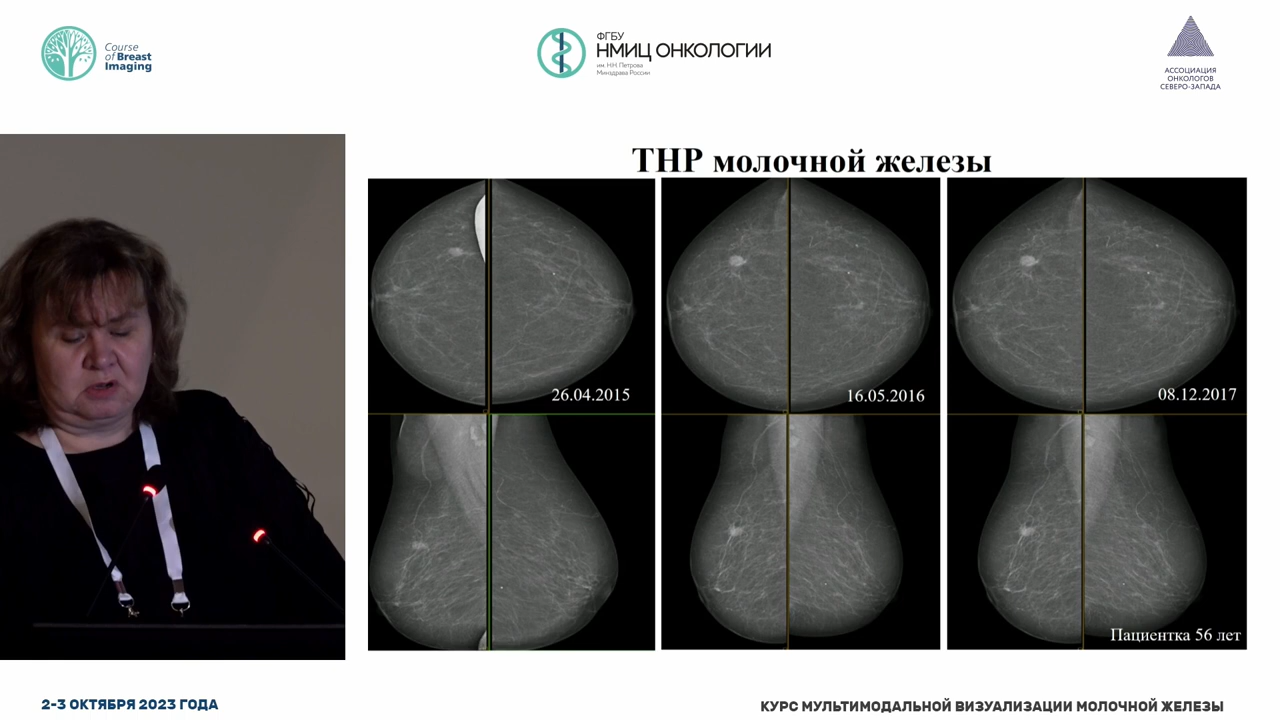 Course
of Breast
Imaging
ФГБУ
НМИЦ ОНКОЛОГИИ
им. Н.Н. Петрова
Минздрава России
АССОЦИАЦИЯ
ОНКОЛОГОВ
СЕВЕРО-ЗАПАДА
ТНР молочной железы
26.04.2015
16.05.2016
08.12.2017
Пациентка 56 лет
2-3 ОКТЯБРЯ 2023 ГОДА
КУРС МУЛЬТИМОДАЛЬНОЙ ВИЗУАЛИЗАЦИИ МОЛОЧНОЙ ЖЕЛЕЗЫ